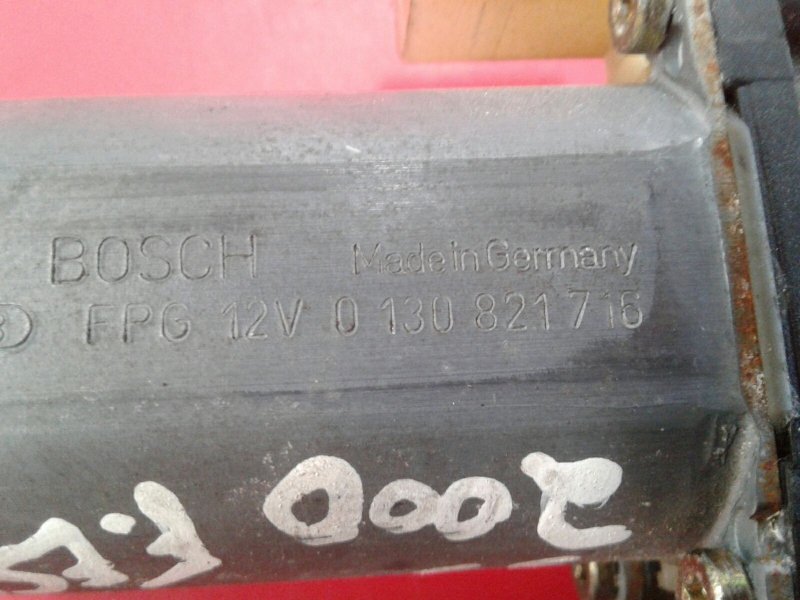 BOSCH Made in Germany
FPG 12V 0 130 821 716
2000